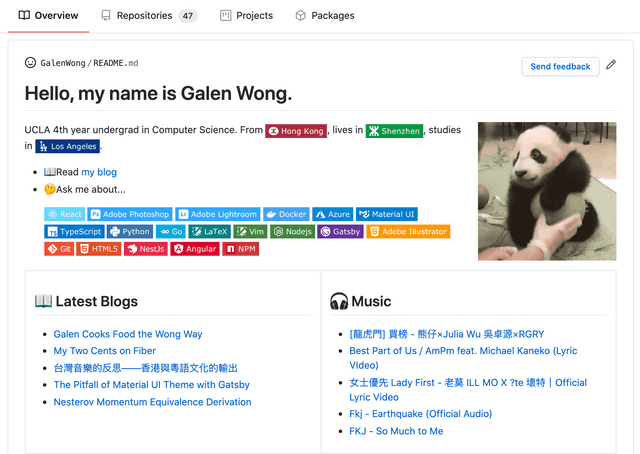 Overview Repositories 47 Projects Packages
GalenWong/README.md
Send feedback
Hello, my name is Galen Wong.
UCLA 4th year undergrad in Computer Science. From Hong Kong, lives in Shenzhen, studies
in Los Angeles.
📖Read my blog
🤔Ask me about...
React Adobe Photoshop Adobe Lightroom Docker Azure Material UI
TypeScript Python Go LaTeX Vim Nodejs Gatsby Adobe Illustrator
Git HTML5 NestJs Angular NPM
📖 Latest Blogs
Galen Cooks Food the Wong Way
My Two Cents on Fiber
台灣音樂的反思——香港與粵語文化的輸出
The Pitfall of Material UI Theme with Gatsby
Nesterov Momentum Equivalence Derivation
🎧 Music
[龍虎門] 買榜 - 熊仔×Julia Wu 吳卓源×RGRY
Best Part of Us / AmPm feat. Michael Kaneko (Lyric
VIdeo)
女士優先 Lady First - 老莫 ILL MO X ?te 壞特｜Official
Lyric Video
Fkj - Earthquake (Official Audio)
FKJ - So Much to Me